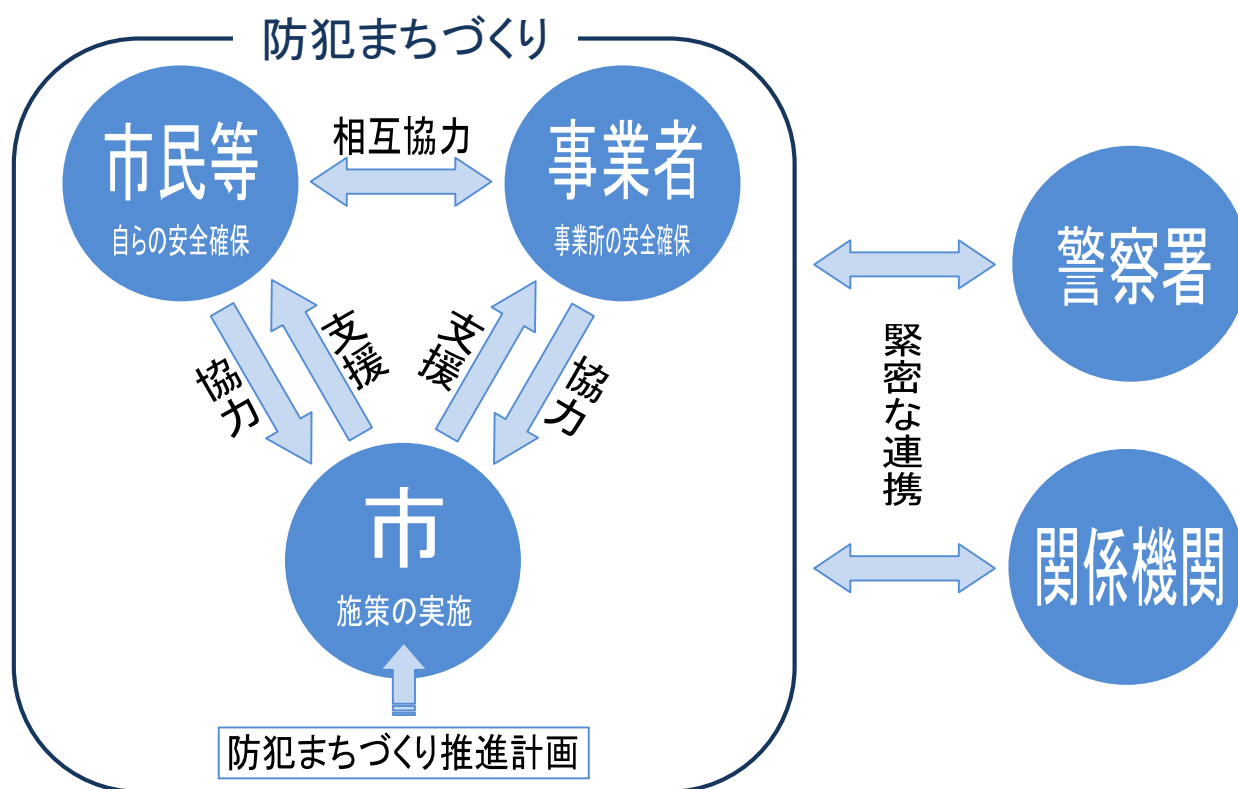 防犯まちづくり
市民等
自らの安全確保
相互協力
事業者
事業所の安全確保
協力
支援
支援
協力
市
施策の実施
防犯まちづくり推進計画
緊密な連携
警察署
関係機関